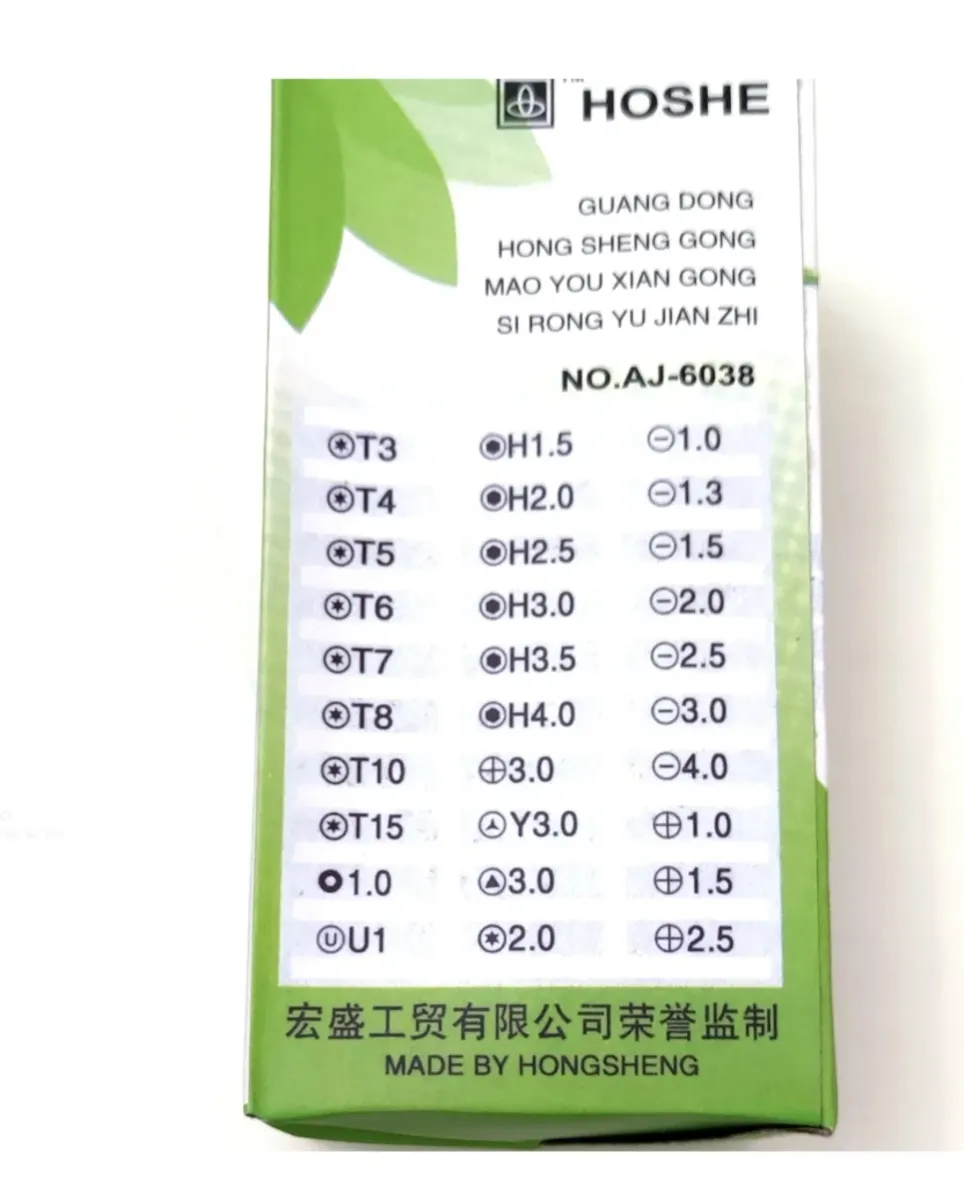 HOSHE
GUANG DONG
HONG SHENG GONG
MAO YOU XIAN GONG
SI RONG YU JIAN ZHI
NO.AJ-6038
T3 H1.5 ⊖1.0
T4 H2.0 ⊖1.3
T5 H2.5 ⊖1.5
T6 H3.0 ⊖2.0
T7 H3.5 ⊖2.5
T8 H4.0 ⊖3.0
T10 ⊕3.0 ⊖4.0
T15 Y3.0 ⊕1.0
1.0 3.0 ⊕1.5
U U1 2.0 ⊕2.5
宏盛工贸有限公司荣誉监制
MADE BY HONGSHENG